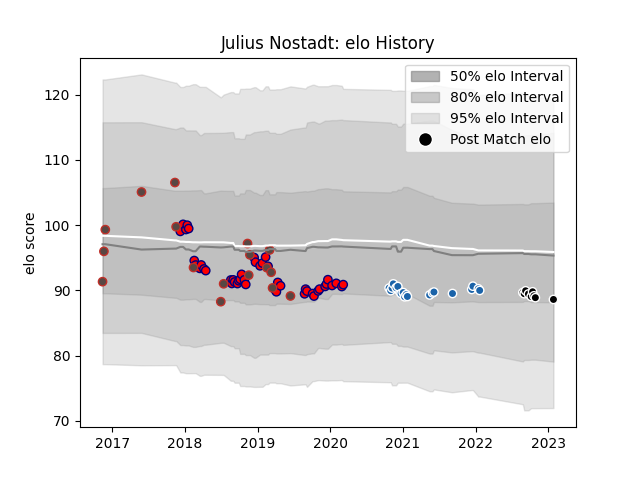 Julius Nostadt: elo History
50% elo Interval
80% elo Interval
95% elo Interval
Post Match elo
elo score
120
110
100
90
80
70
2017 2018 2019 2020 2021 2022 2023